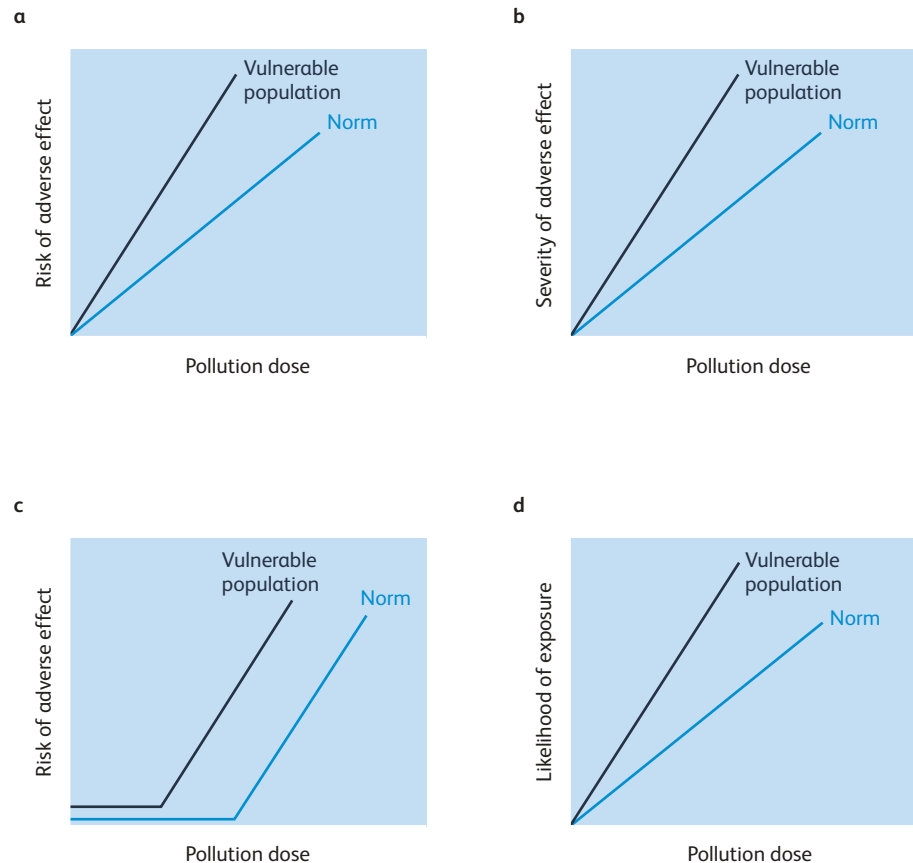 a
Risk of adverse effect
Vulnerable
population
Norm
Pollution dose
b
Severity of adverse effect
Vulnerable
population
Norm
Pollution dose
c
Risk of adverse effect
Vulnerable
population
Norm
Pollution dose
d
Likelihood of exposure
Vulnerable
population
Norm
Pollution dose